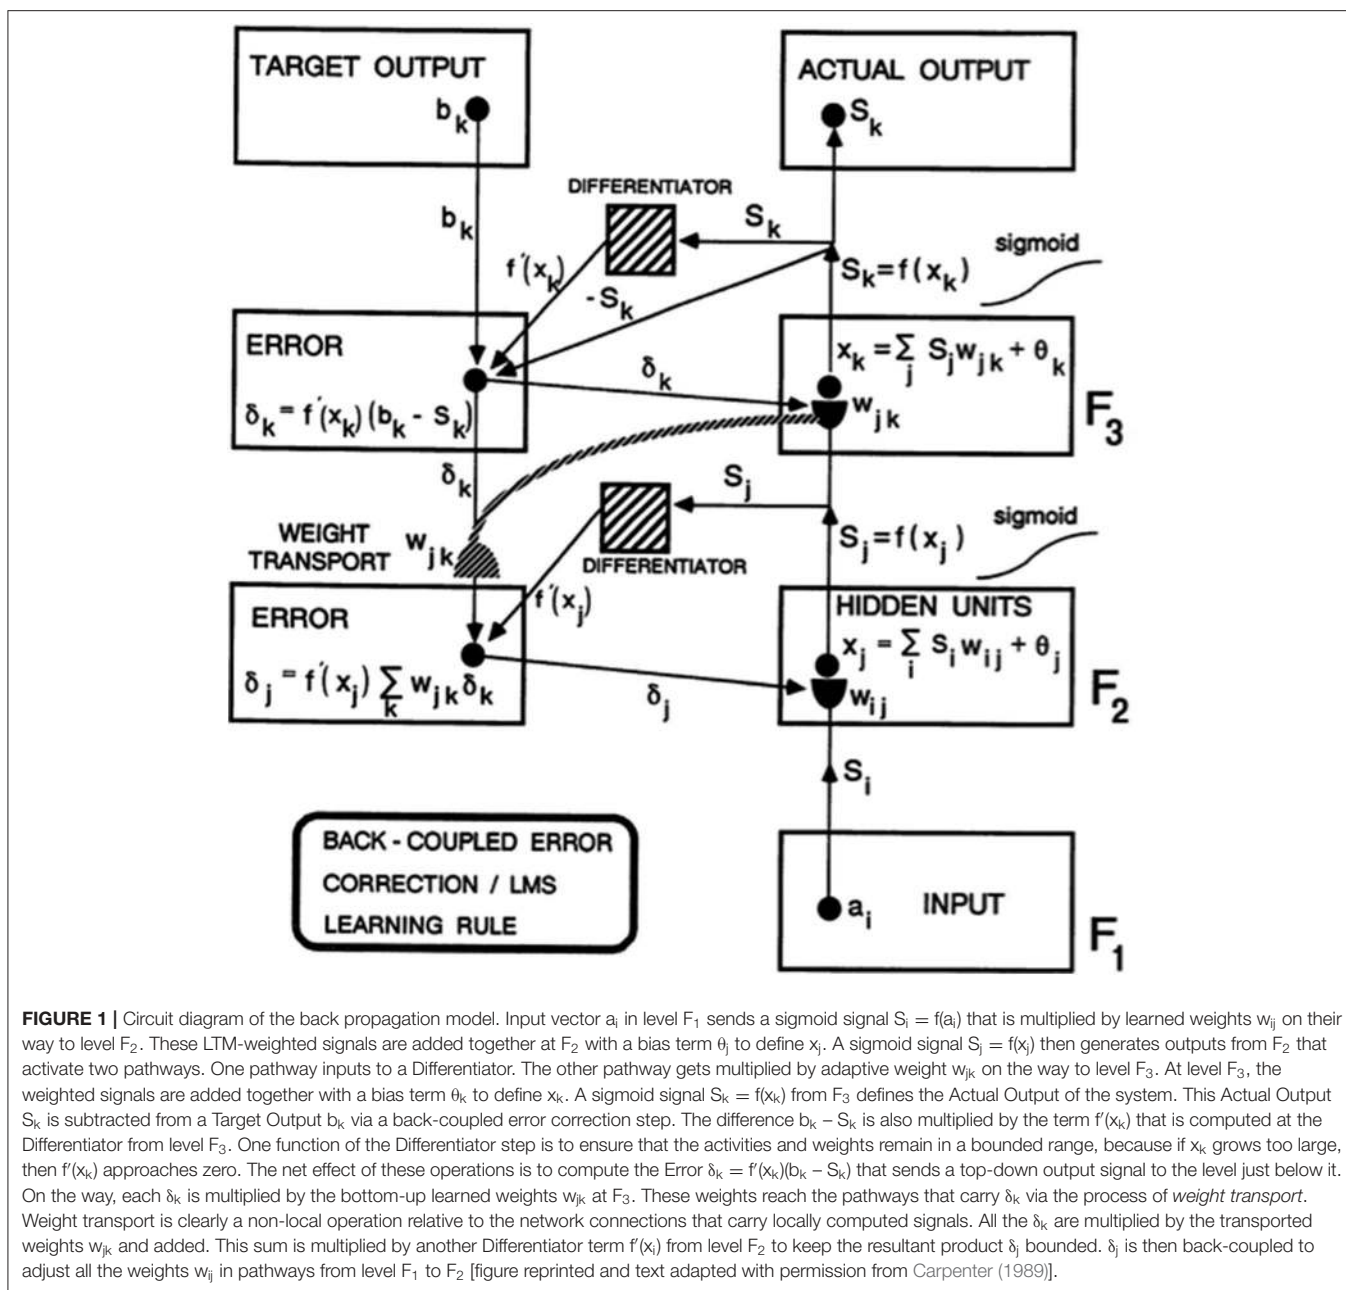 TARGET OUTPUT
b_k
ACTUAL OUTPUT
S_k
DIFFERENTIATOR
b_k
S_k
f'(x_k)
- S_k
sigmoid
S_k = f(x_k)
ERROR
δ_k = f'(x_k)(b_k - S_k)
δ_k
x_k = ∑_j S_j w_jk + θ_k
w_jk
F_3
δ_k
S_j
WEIGHT
TRANSPORT
w_jk
DIFFERENTIATOR
f'(x_j)
S_j = f(x_j)
sigmoid
ERROR
δ_j = f'(x_j) ∑_k w_jk δ_k
δ_j
HIDDEN UNITS
x_j = ∑_i S_i w_ij + θ_j
w_ij
F_2
S_i
BACK - COUPLED ERROR
CORRECTION / LMS
LEARNING RULE
a_i
INPUT
F_1
FIGURE 1 | Circuit diagram of the back propagation model. Input vector a_i in level F_1 sends a sigmoid signal S_i = f(a_i) that is multiplied by learned weights w_ij on their
way to level F_2. These LTM-weighted signals are added together at F_2 with a bias term θ_j to define x_j. A sigmoid signal S_j = f(x_j) then generates outputs from F_2 that
activate two pathways. One pathway inputs to a Differentiator. The other pathway gets multiplied by adaptive weight w_jk on the way to level F_3. At level F_3, the
weighted signals are added together with a bias term θ_k to define x_k. A sigmoid signal S_k = f(x_k) from F_3 defines the Actual Output of the system. This Actual Output
S_k is subtracted from a Target Output b_k via a back-coupled error correction step. The difference b_k – S_k is also multiplied by the term f′(x_k) that is computed at the
Differentiator from level F_3. One function of the Differentiator step is to ensure that the activities and weights remain in a bounded range, because if x_k grows too large,
then f′(x_k) approaches zero. The net effect of these operations is to compute the Error δ_k = f′(x_k)(b_k – S_k) that sends a top-down output signal to the level just below it.
On the way, each δ_k is multiplied by the bottom-up learned weights w_jk at F_3. These weights reach the pathways that carry δ_k via the process of weight transport.
Weight transport is clearly a non-local operation relative to the network connections that carry locally computed signals. All the δ_k are multiplied by the transported
weights w_jk and added. This sum is multiplied by another Differentiator term f′(x_i) from level F_2 to keep the resultant product δ_j bounded. δ_j is then back-coupled to
adjust all the weights w_ij in pathways from level F_1 to F_2 [figure reprinted and text adapted with permission from Carpenter (1989)].